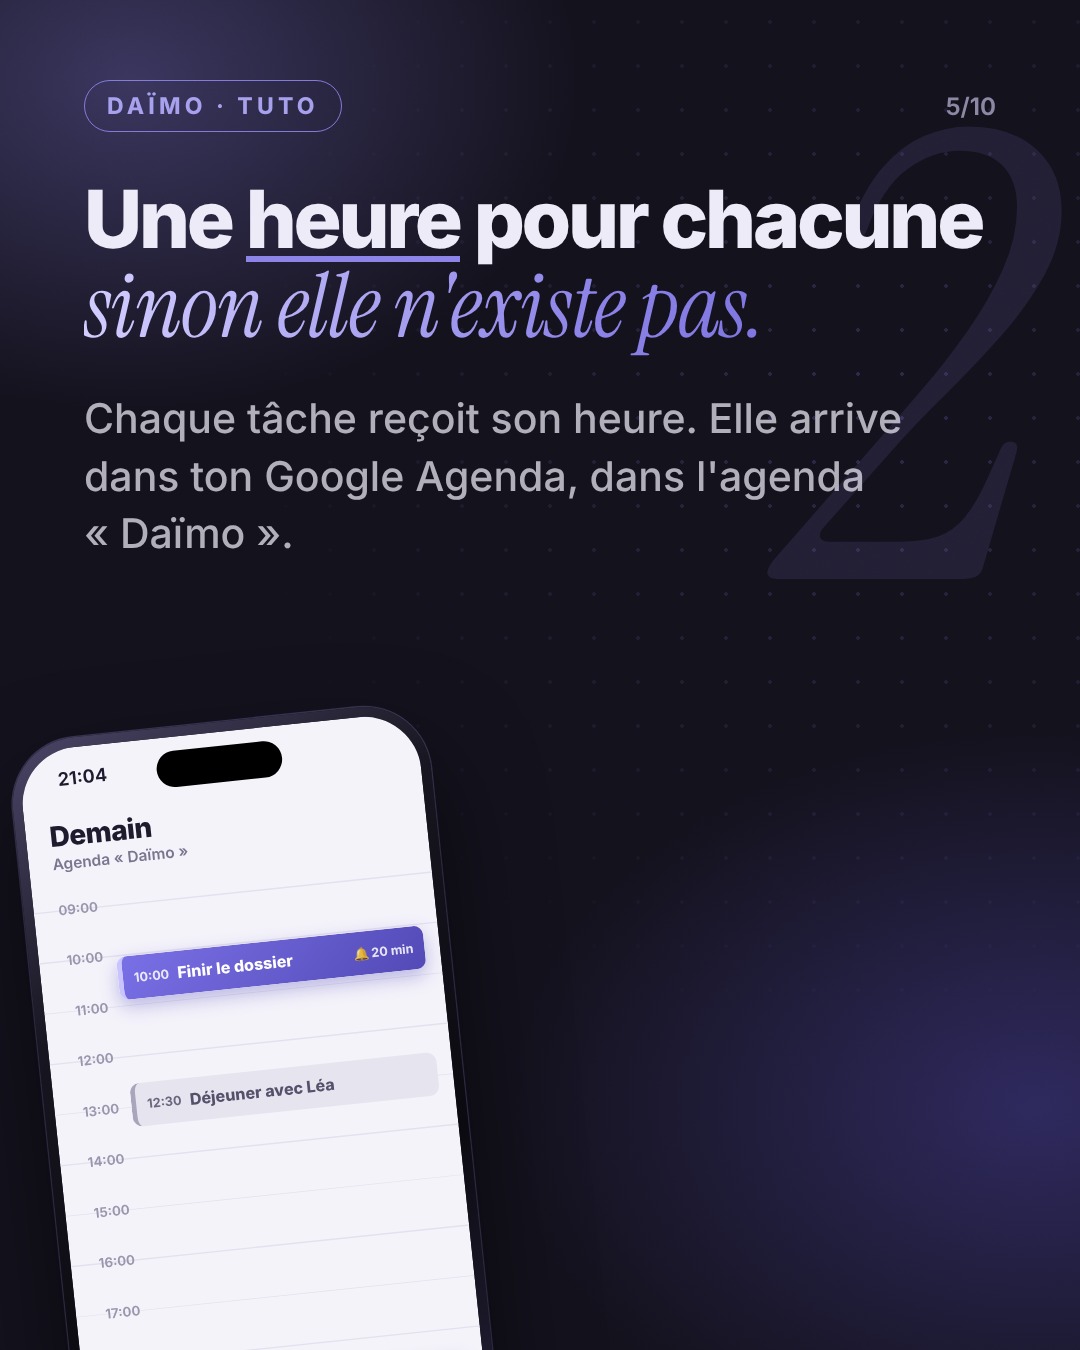 DAÏMO · TUTO
5/10
2
Une heure pour chacune
sinon elle n'existe pas.
Chaque tâche reçoit son heure. Elle arrive
dans ton Google Agenda, dans l'agenda
« Daïmo ».
21:04
Demain
Agenda « Daïmo »
09:00
10:00
10:00 Finir le dossier 🔔 20 min
11:00
12:00
12:30 Déjeuner avec Léa
13:00
14:00
15:00
16:00
17:00